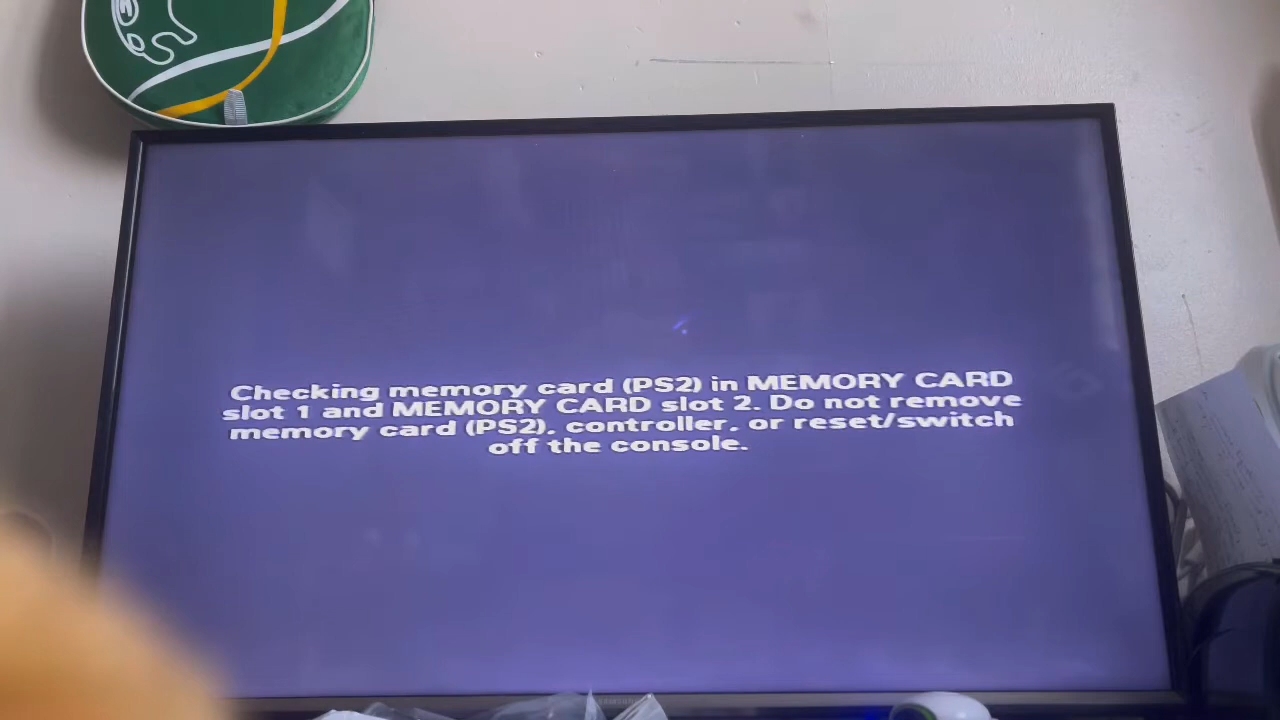 Checking memory card (PS2) in MEMORY CARD
slot 1 and MEMORY CARD slot 2. Do not remove
memory card (PS2), controller, or reset/switch
off the console.